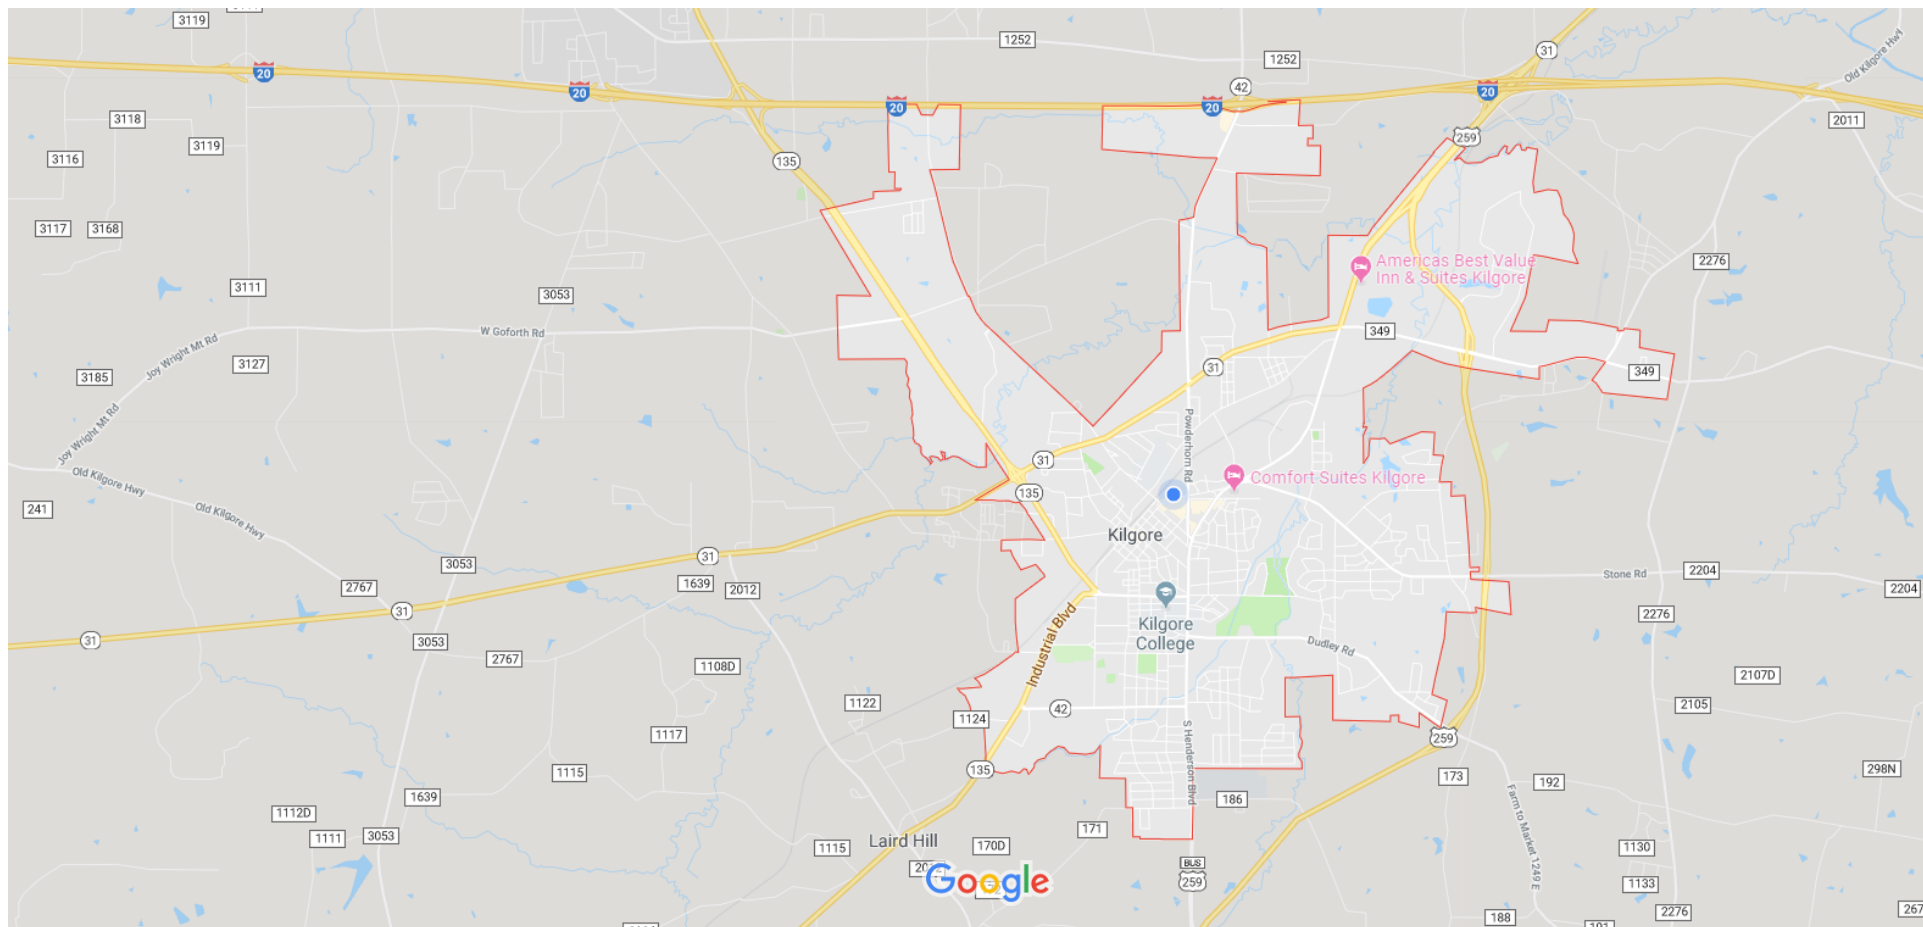 3119
1252
31
1252
42
20
20
20
20
20
Old Kilgore Hwy
3118
2011
259
3119
3116
135
3117
3168
2276
Americas Best Value
Inn & Suites Kilgore
3111
3053
W Goforth Rd
349
Joy Wright Mt Rd
3127
31
349
3185
Joy Wright Mt Rd
Powderhorn Rd
31
Old Kilgore Hwy
135
Comfort Suites Kilgore
241
Old Kilgore Hwy
Kilgore
31
3053
1639
2012
2767
Stone Rd
2204
2204
31
Kilgore
College
2276
31
3053
Industrial Blvd
Dudley Rd
2767
1108D
2107D
1122
42
2105
1124
S Henderson Blvd
1117
259
135
1115
173
192
298N
1639
186
Farm to Market 1249 E
1112D
1111
3053
171
Laird Hill
170D
1115
1130
BUS
259
Google
1133
188
2276
267